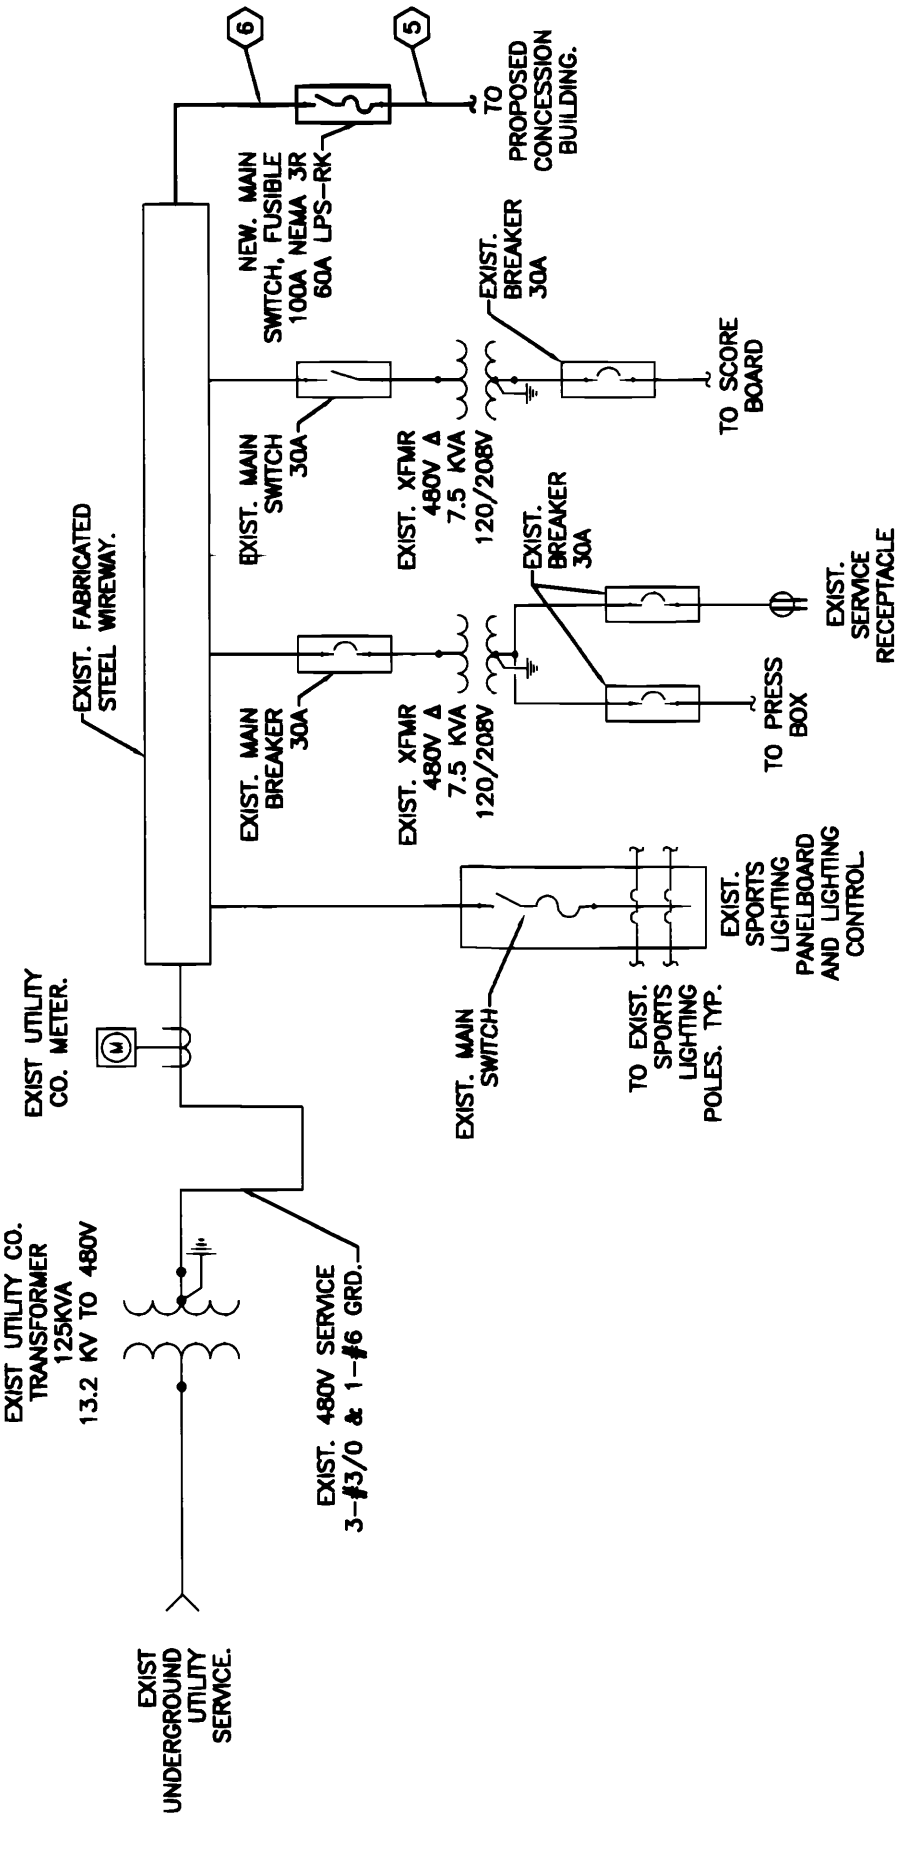 EXIST
UNDERGROUND
UTILITY
SERVICE.
EXIST UTILITY CO.
TRANSFORMER
125KVA
13.2 KV TO 480V
EXIST. 480V SERVICE
3-#3/0 & 1-#6 GRD.
EXIST UTILITY
CO. METER.
M
EXIST. FABRICATED
STEEL WIREWAY.
EXIST. MAIN
SWITCH
TO EXIST.
SPORTS
LIGHTING
POLES. TYP.
EXIST.
SPORTS
LIGHTING
PANELBOARD
AND LIGHTING
CONTROL.
EXIST. MAIN
BREAKER
30A
EXIST. XFMR
480V Δ
7.5 KVA
120/208V
TO PRESS
BOX
EXIST.
BREAKER
30A
EXIST.
SERVICE
RECEPTACLE
EXIST. MAIN
SWITCH
30A
EXIST. XFMR
480V Δ
7.5 KVA
120/208V
EXIST.
BREAKER
30A
TO SCORE
BOARD
NEW. MAIN
SWITCH, FUSIBLE
100A NEMA 3R
60A LPS-RK
6
5
TO
PROPOSED
CONCESSION
BUILDING.